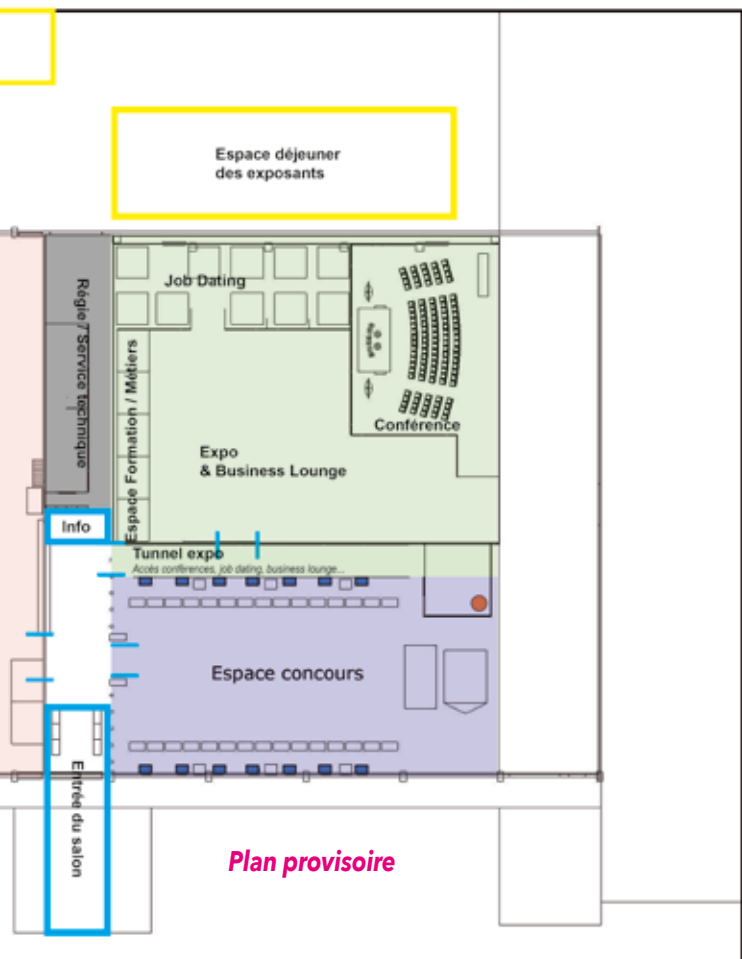 Espace déjeuner
des exposants
Régie / Service technique
Job Dating
Espace Formation / Métiers
Conférence
Expo
& Business Lounge
Info
Tunnel expo
Accès conférences, job dating, business lounge...
Espace concours
Entrée du salon
Plan provisoire